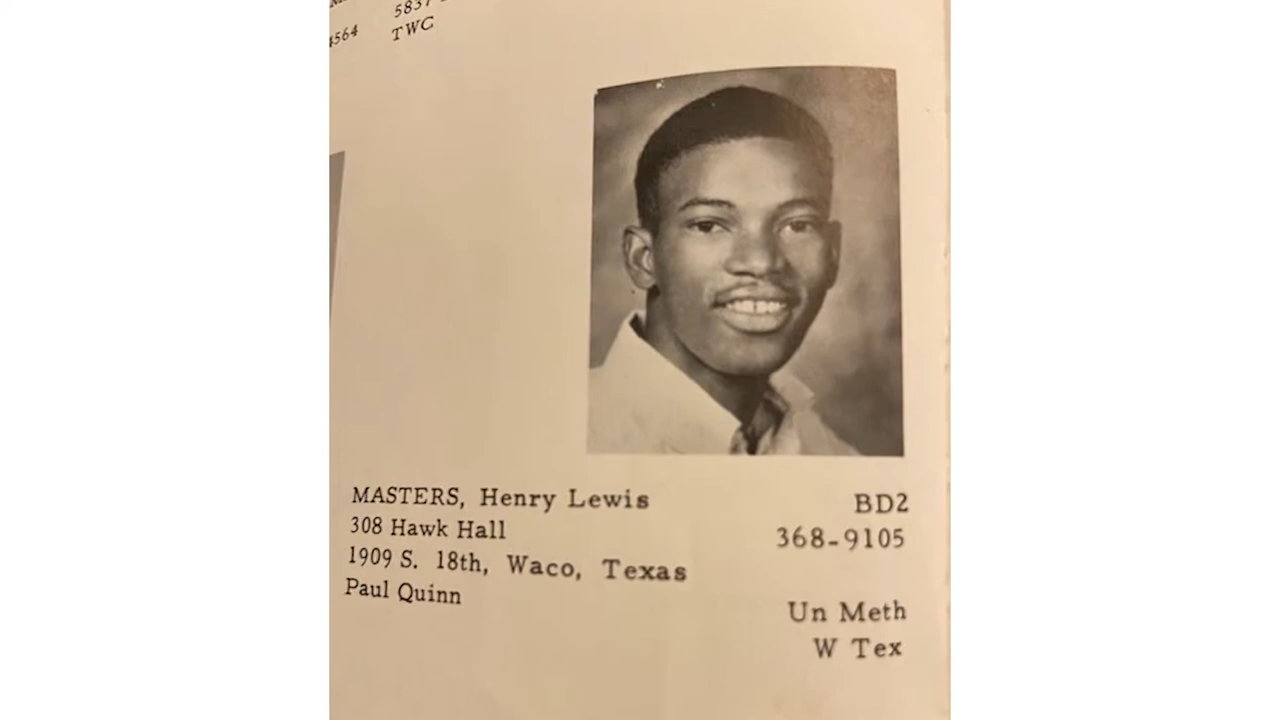 4564
TWC
MASTERS, Henry Lewis BD2
308 Hawk Hall 368-9105
1909 S. 18th, Waco, Texas
Paul Quinn Un Meth
W Tex